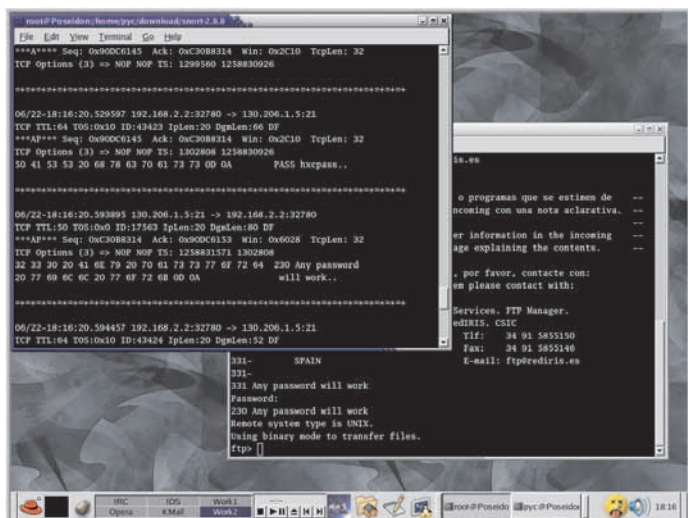 root@Poseidon:/home/pyc/download/snort-2.0.0
File Edit View Terminal Go Help
***A**** Seq: 0x90DC6145 Ack: 0xC30B8314 Win: 0x2C10 TcpLen: 32
TCP Options (3) => NOP NOP TS: 1299560 1258830926
=+=+=+=+=+=+=+=+=+=+=+=+=+=+=+=+=+=+=+=+=+=+=+=+=+=+=+=+=+=+=+=+=+=+=+=+=+
06/22-18:16:20.529597 192.168.2.2:32780 -> 130.206.1.5:21
TCP TTL:64 TOS:0x10 ID:43423 IpLen:20 DgmLen:66 DF
***AP*** Seq: 0x90DC6145 Ack: 0xC30B8314 Win: 0x2C10 TcpLen: 32
TCP Options (3) => NOP NOP TS: 1302808 1258830926
50 41 53 53 20 68 78 63 70 61 73 73 0D 0A PASS hxcpass..
=+=+=+=+=+=+=+=+=+=+=+=+=+=+=+=+=+=+=+=+=+=+=+=+=+=+=+=+=+=+=+=+=+=+=+=+=+
06/22-18:16:20.593895 130.206.1.5:21 -> 192.168.2.2:32780
TCP TTL:50 TOS:0x0 ID:17563 IpLen:20 DgmLen:80 DF
***AP*** Seq: 0xC30B8314 Ack: 0x90DC6153 Win: 0x6028 TcpLen: 32
TCP Options (3) => NOP NOP TS: 1258831571 1302808
32 33 30 20 41 6E 79 20 70 61 73 73 77 6F 72 64 230 Any password
20 77 69 6C 6C 20 77 6F 72 6B 0D 0A will work..
=+=+=+=+=+=+=+=+=+=+=+=+=+=+=+=+=+=+=+=+=+=+=+=+=+=+=+=+=+=+=+=+=+=+=+=+=+
06/22-18:16:20.594457 192.168.2.2:32780 -> 130.206.1.5:21
TCP TTL:64 TOS:0x10 ID:43424 IpLen:20 DgmLen:52 DF
ris.es
o programas que se estimen de --
ncoming con una nota aclarativa. --
--
er information in the incoming --
age explaining the contents. --
, por favor, contacte con:
em please contact with:
Services. FTP Manager.
edIRIS, CSIC
Tlf: 34 91 5855150
Fax: 34 91 5855146
E-mail: ftp@rediris.es
331- SPAIN
331-
331 Any password will work
Password:
230 Any password will work
Remote system type is UNIX.
Using binary mode to transfer files.
ftp>
IRC IDS Work1
Opera KMail Work2
root@Poseido
pyc@Poseido
18:16